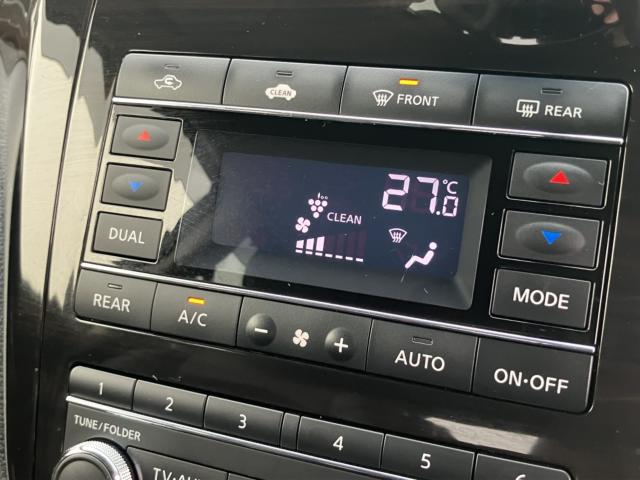 CLEAN
FRONT
REAR
27.0 °C
CLEAN
DUAL
MODE
REAR
A/C
- +
AUTO
ON·OFF
1 2 3 4 5
TUNE/FOLDER